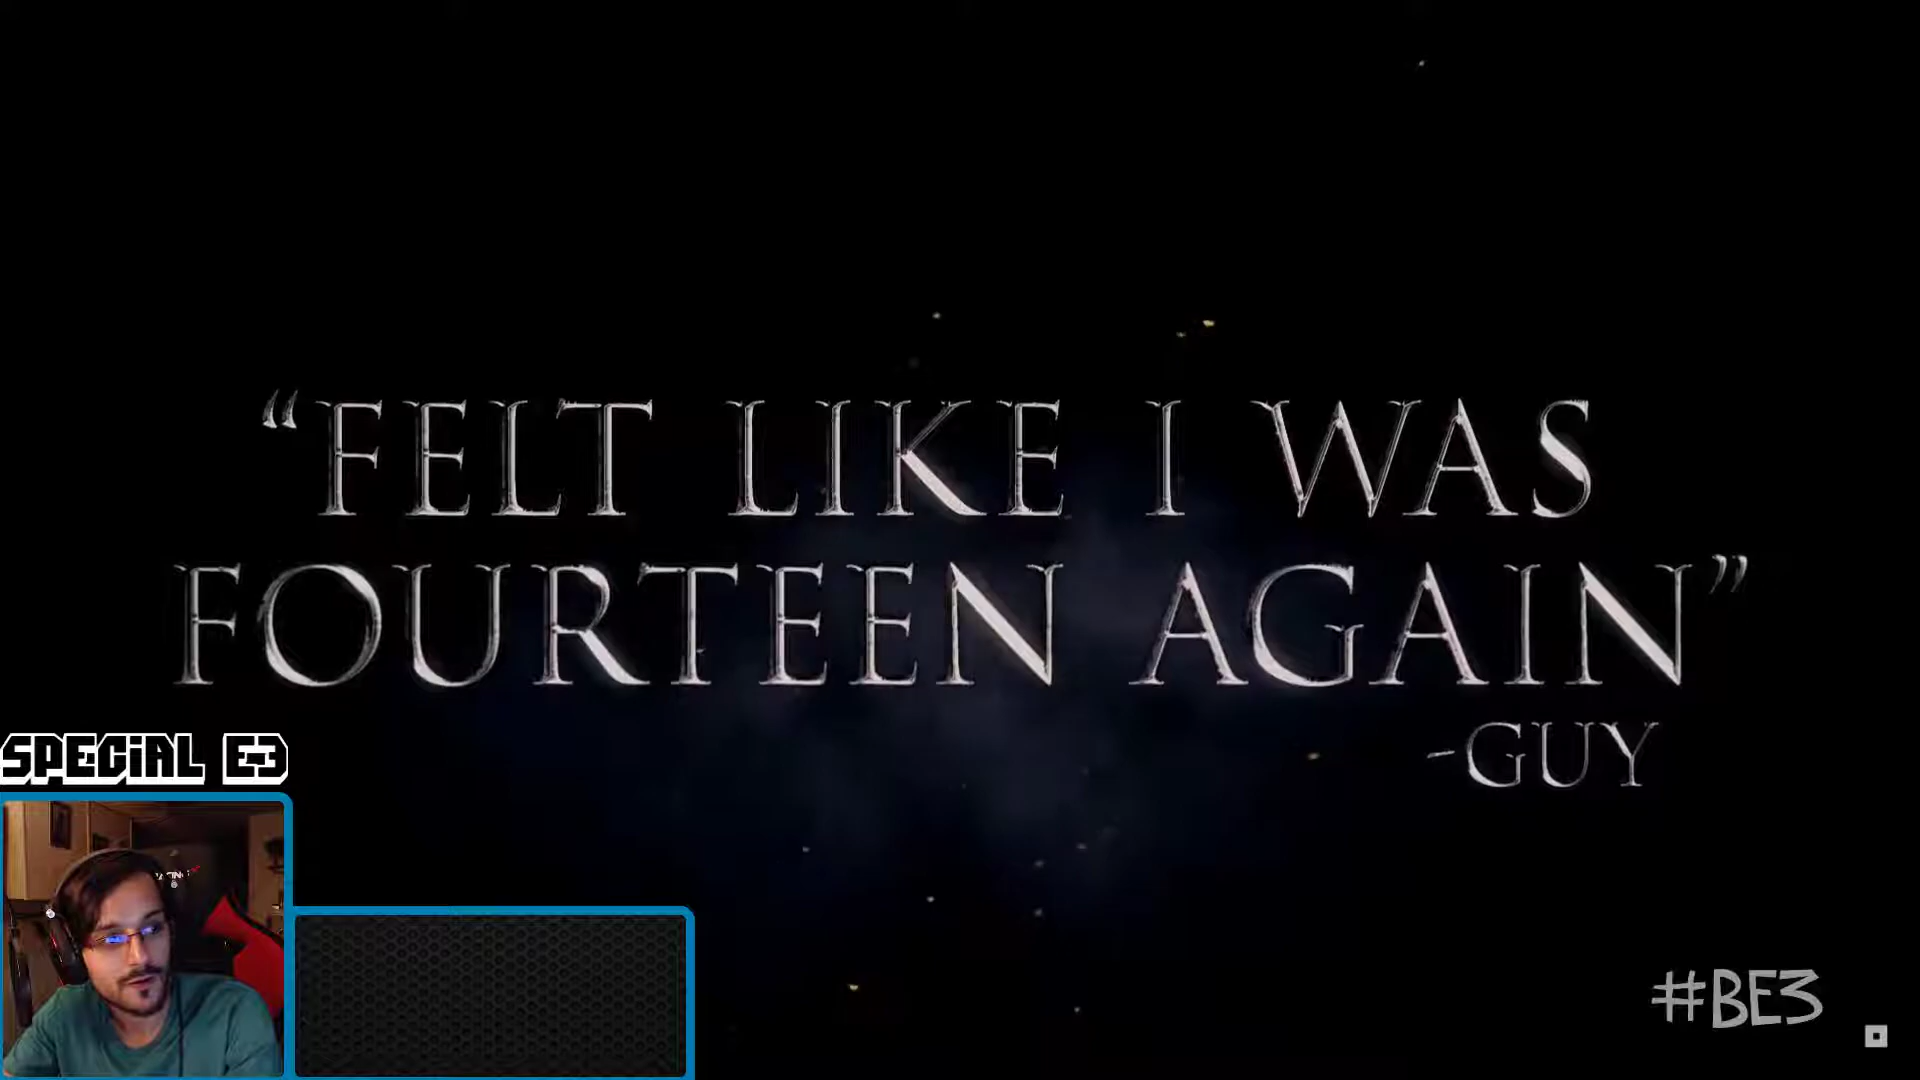 “FELT LIKE I WAS
FOURTEEN AGAIN”
-GUY
SPECIAL E3
#BE3